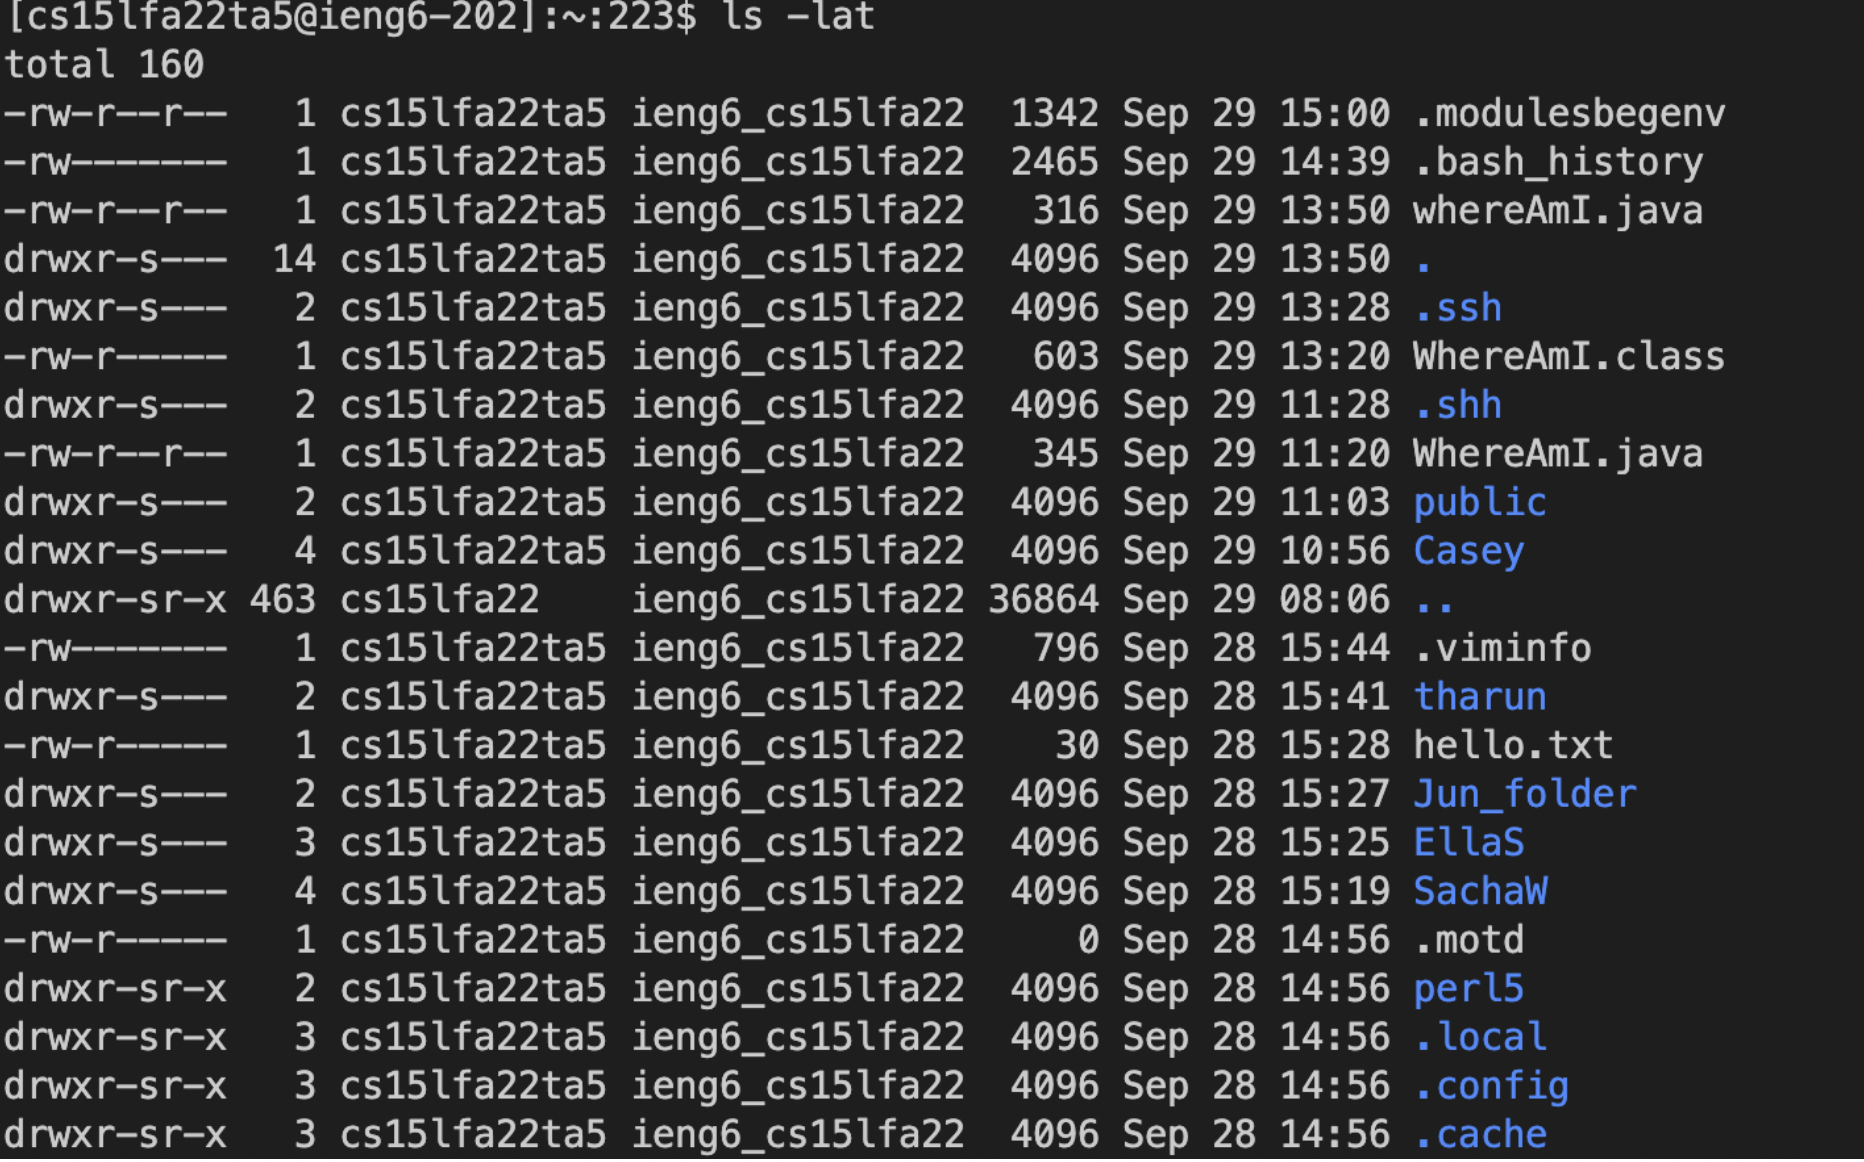 [cs15lfa22ta5@ieng6-202]:~:223$ ls -lat
total 160
-rw-r--r--   1 cs15lfa22ta5 ieng6_cs15lfa22  1342 Sep 29 15:00 .modulesbegenv
-rw-------   1 cs15lfa22ta5 ieng6_cs15lfa22  2465 Sep 29 14:39 .bash_history
-rw-r--r--   1 cs15lfa22ta5 ieng6_cs15lfa22   316 Sep 29 13:50 whereAmI.java
drwxr-s---  14 cs15lfa22ta5 ieng6_cs15lfa22  4096 Sep 29 13:50 .
drwxr-s---   2 cs15lfa22ta5 ieng6_cs15lfa22  4096 Sep 29 13:28 .ssh
-rw-r-----   1 cs15lfa22ta5 ieng6_cs15lfa22   603 Sep 29 13:20 WhereAmI.class
drwxr-s---   2 cs15lfa22ta5 ieng6_cs15lfa22  4096 Sep 29 11:28 .shh
-rw-r--r--   1 cs15lfa22ta5 ieng6_cs15lfa22   345 Sep 29 11:20 WhereAmI.java
drwxr-s---   2 cs15lfa22ta5 ieng6_cs15lfa22  4096 Sep 29 11:03 public
drwxr-s---   4 cs15lfa22ta5 ieng6_cs15lfa22  4096 Sep 29 10:56 Casey
drwxr-sr-x 463 cs15lfa22    ieng6_cs15lfa22 36864 Sep 29 08:06 ..
-rw-------   1 cs15lfa22ta5 ieng6_cs15lfa22   796 Sep 28 15:44 .viminfo
drwxr-s---   2 cs15lfa22ta5 ieng6_cs15lfa22  4096 Sep 28 15:41 tharun
-rw-r-----   1 cs15lfa22ta5 ieng6_cs15lfa22    30 Sep 28 15:28 hello.txt
drwxr-s---   2 cs15lfa22ta5 ieng6_cs15lfa22  4096 Sep 28 15:27 Jun_folder
drwxr-s---   3 cs15lfa22ta5 ieng6_cs15lfa22  4096 Sep 28 15:25 EllaS
drwxr-s---   4 cs15lfa22ta5 ieng6_cs15lfa22  4096 Sep 28 15:19 SachaW
-rw-r-----   1 cs15lfa22ta5 ieng6_cs15lfa22     0 Sep 28 14:56 .motd
drwxr-sr-x   2 cs15lfa22ta5 ieng6_cs15lfa22  4096 Sep 28 14:56 perl5
drwxr-sr-x   3 cs15lfa22ta5 ieng6_cs15lfa22  4096 Sep 28 14:56 .local
drwxr-sr-x   3 cs15lfa22ta5 ieng6_cs15lfa22  4096 Sep 28 14:56 .config
drwxr-sr-x   3 cs15lfa22ta5 ieng6_cs15lfa22  4096 Sep 28 14:56 .cache